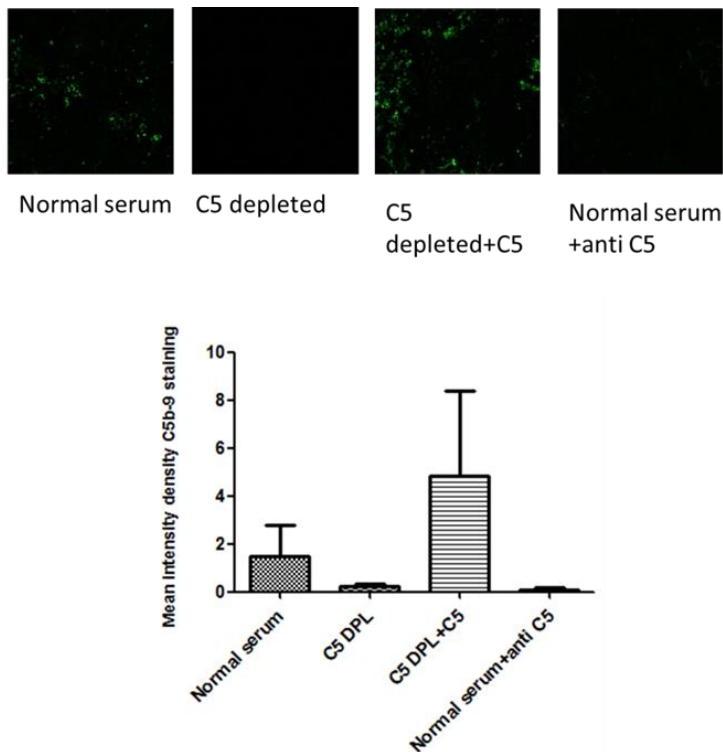 Normal serum
C5 depleted
C5
depleted+C5
Normal serum
+anti C5
Mean intensity density C5b-9 staining
10
8
6
4
2
0
Normal serum
C5 DPL
C5 DPL+C5
Normal serum+anti C5